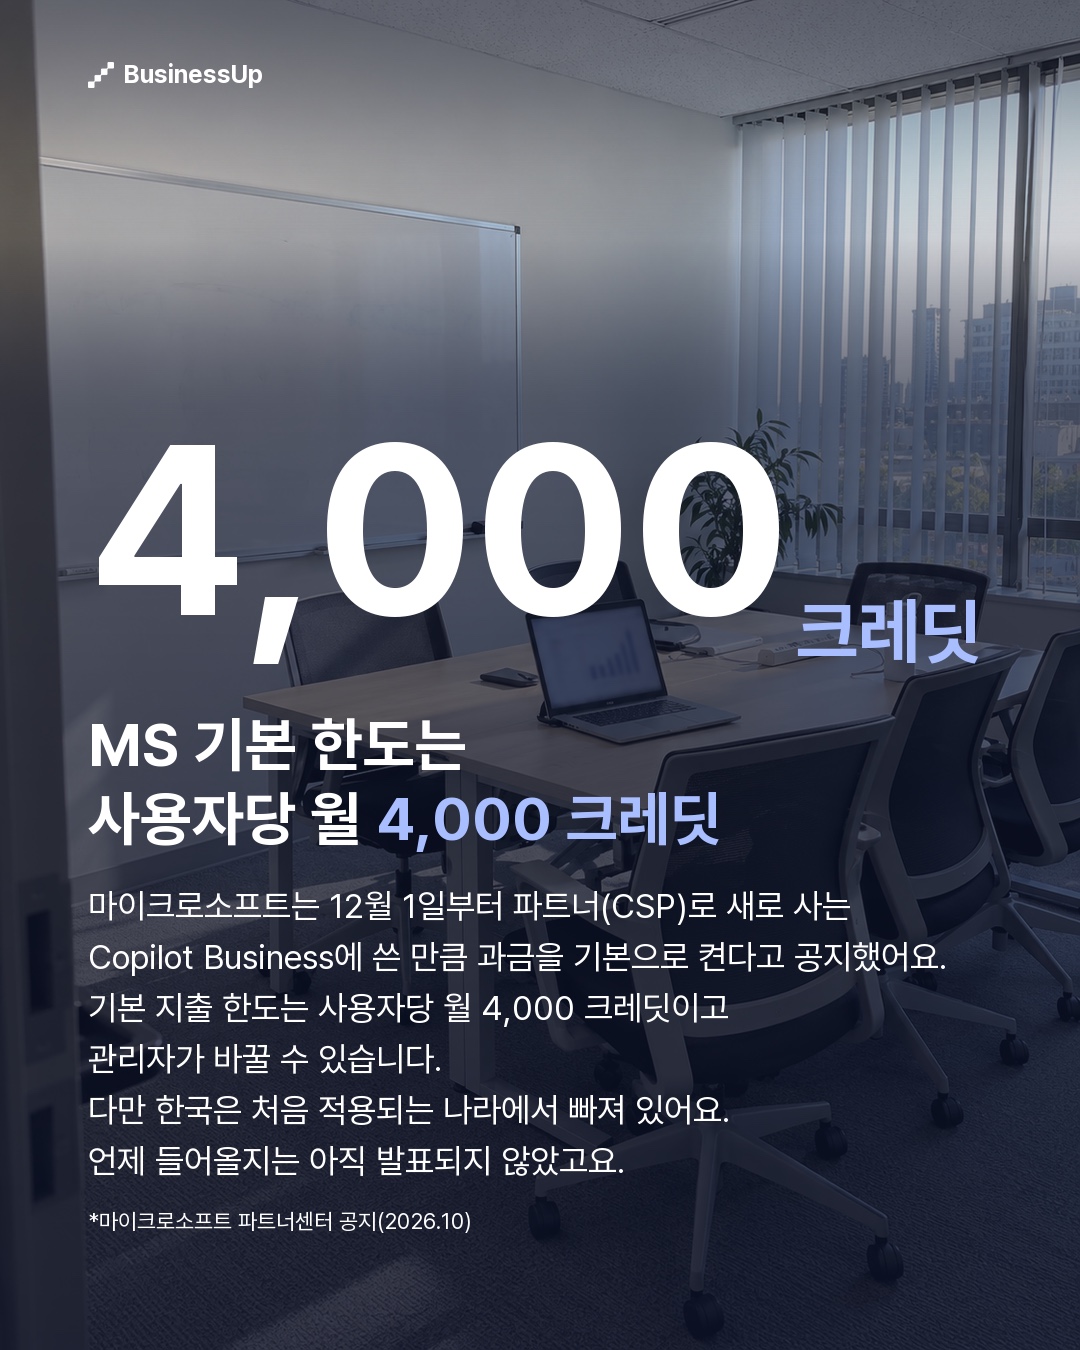 BusinessUp
4,000 크레딧
MS 기본 한도는
사용자당 월 4,000 크레딧
마이크로소프트는 12월 1일부터 파트너(CSP)로 새로 사는
Copilot Business에 쓴 만큼 과금을 기본으로 켠다고 공지했어요.
기본 지출 한도는 사용자당 월 4,000 크레딧이고
관리자가 바꿀 수 있습니다.
다만 한국은 처음 적용되는 나라에서 빠져 있어요.
언제 들어올지는 아직 발표되지 않았고요.
*마이크로소프트 파트너센터 공지(2026.10)